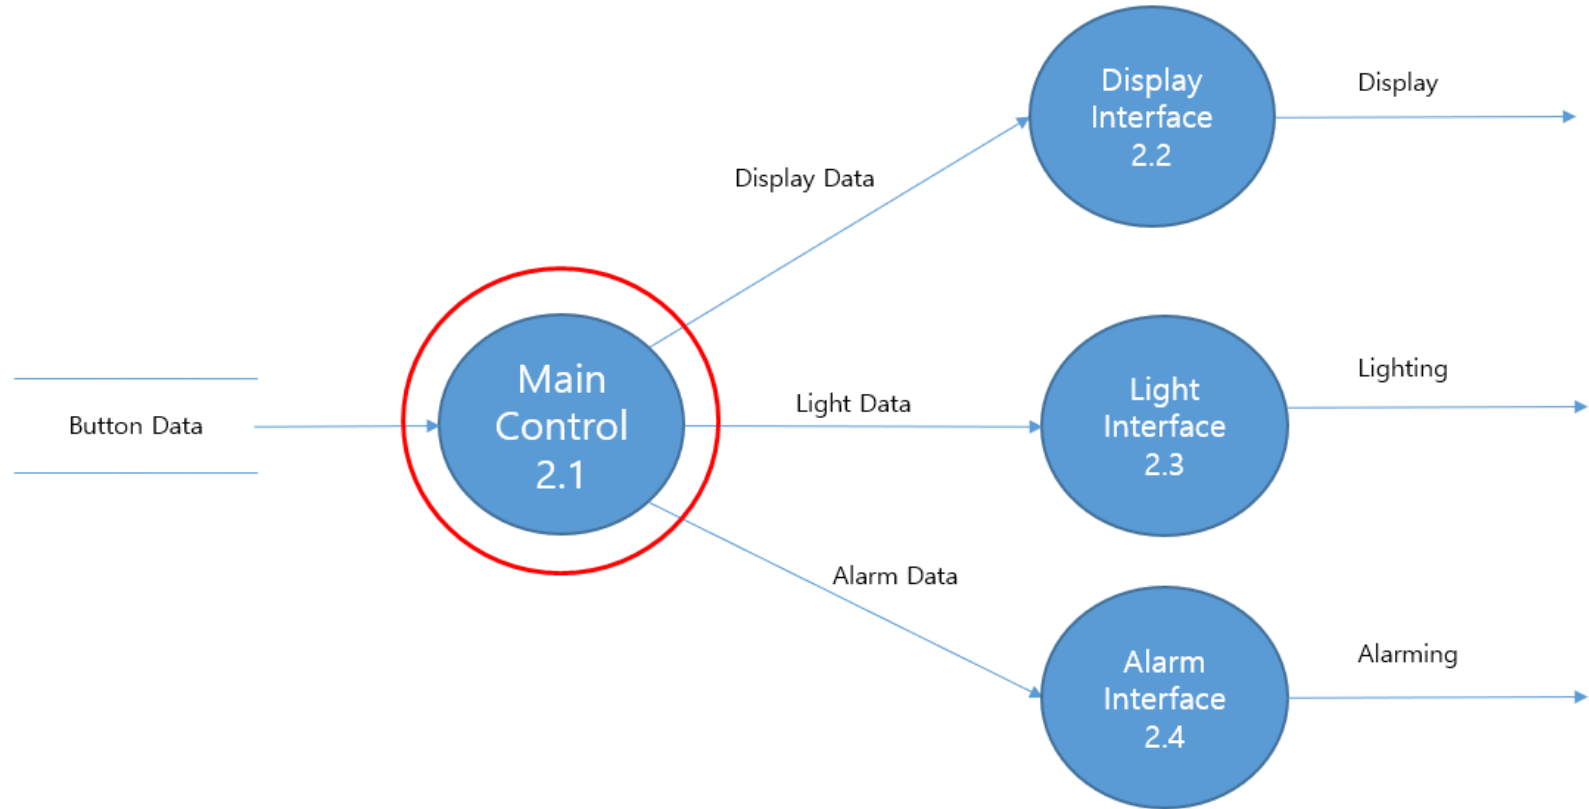 Display
Interface
2.2
Display
Display Data
Button Data
Main
Control
2.1
Light Data
Light
Interface
2.3
Lighting
Alarm Data
Alarm
Interface
2.4
Alarming